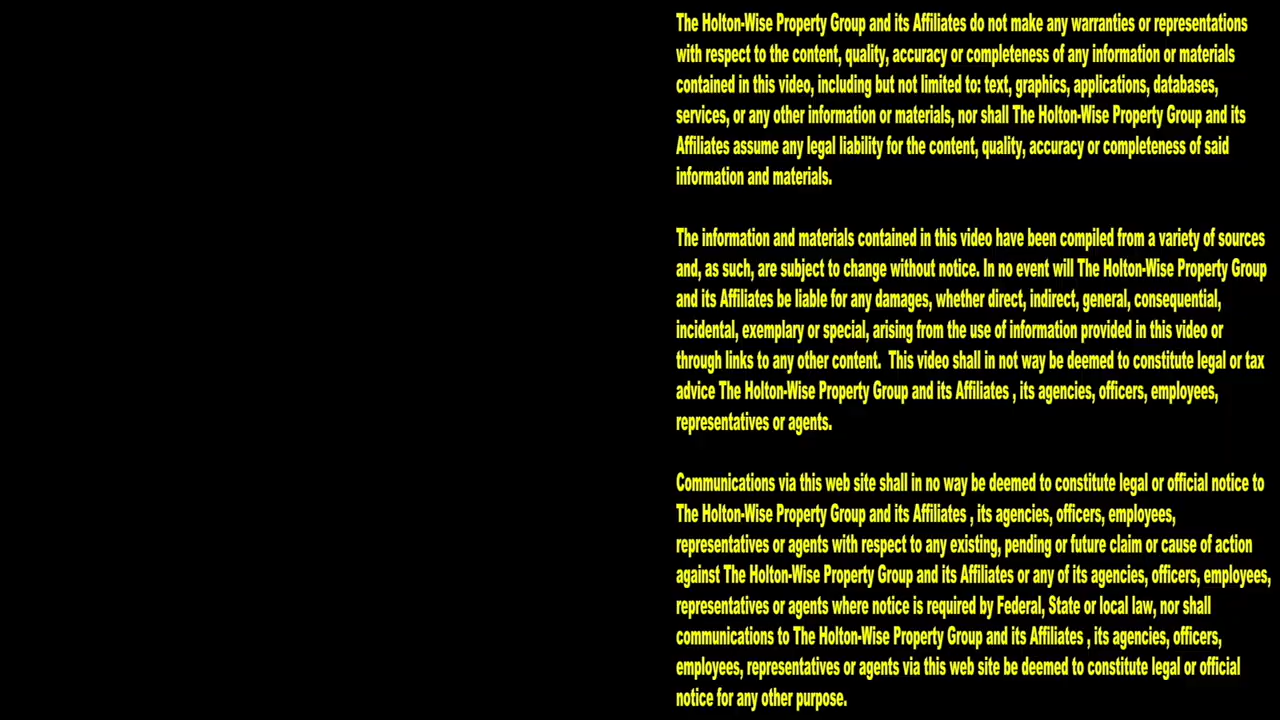 The Holton-Wise Property Group and its Affiliates do not make any warranties or representations
with respect to the content, quality, accuracy or completeness of any information or materials
contained in this video, including but not limited to: text, graphics, applications, databases,
services, or any other information or materials, nor shall The Holton-Wise Property Group and its
Affiliates assume any legal liability for the content, quality, accuracy or completeness of said
information and materials.
The information and materials contained in this video have been compiled from a variety of sources
and, as such, are subject to change without notice. In no event will The Holton-Wise Property Group
and its Affiliates be liable for any damages, whether direct, indirect, general, consequential,
incidental, exemplary or special, arising from the use of information provided in this video or
through links to any other content.  This video shall in not way be deemed to constitute legal or tax
advice The Holton-Wise Property Group and its Affiliates , its agencies, officers, employees,
representatives or agents.
Communications via this web site shall in no way be deemed to constitute legal or official notice to
The Holton-Wise Property Group and its Affiliates , its agencies, officers, employees,
representatives or agents with respect to any existing, pending or future claim or cause of action
against The Holton-Wise Property Group and its Affiliates or any of its agencies, officers, employees,
representatives or agents where notice is required by Federal, State or local law, nor shall
communications to The Holton-Wise Property Group and its Affiliates , its agencies, officers,
employees, representatives or agents via this web site be deemed to constitute legal or official
notice for any other purpose.